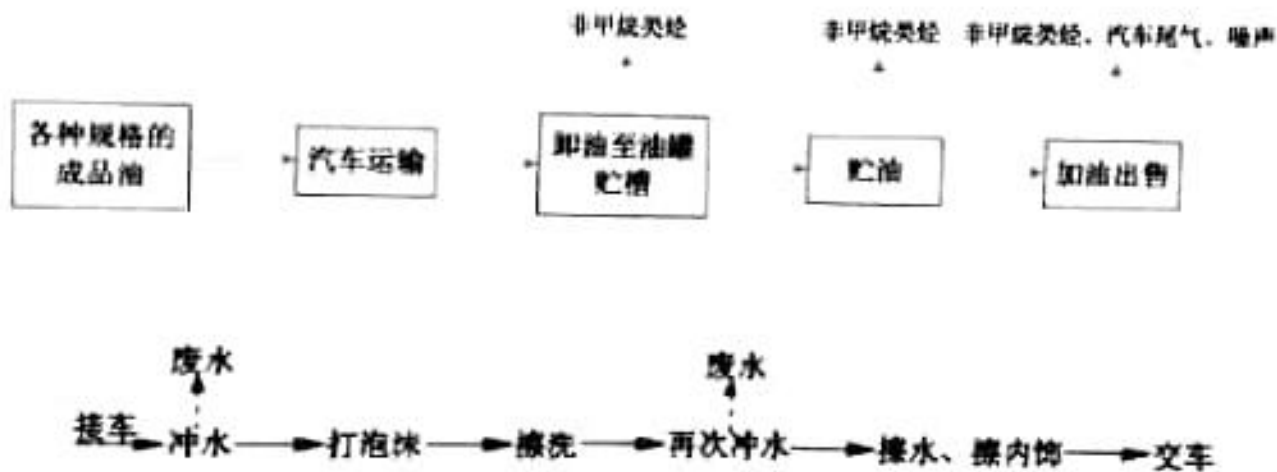 非甲烷类烃 非甲烷类烃 非甲烷类烃、汽车尾气、噪声
各种规格的
成品油
汽车运输
卸油至油罐
贮槽
贮油
加油出售
废水 废水
接车 冲水 打泡沫 擦洗 再次冲水 擦水、擦内饰 交车